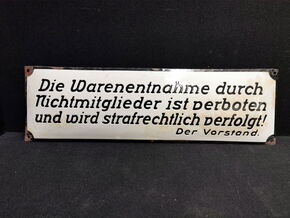 Die Warenentnahme durch
Nichtmitglieder ist verboten
und wird strafrechtlich verfolgt!
Der Vorstand.